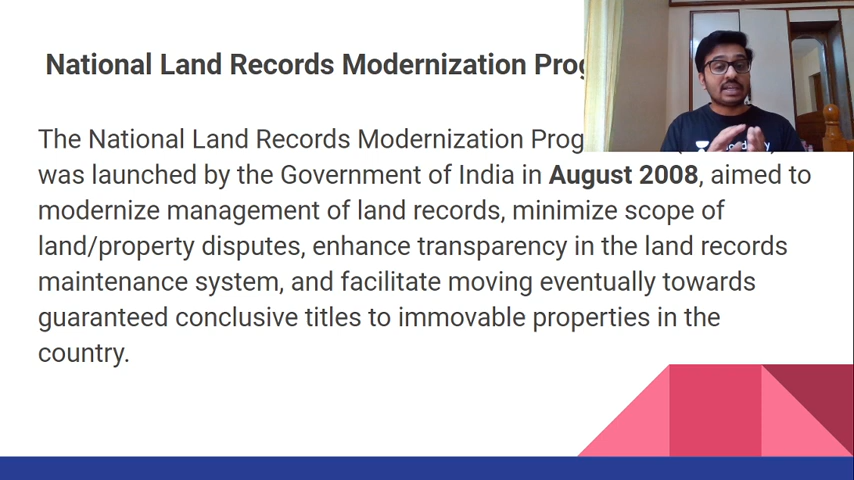 National Land Records Modernization
The National Land Records Modernization
was launched by the Government of India in August 2008, aimed to
modernize management of land records, minimize scope of
land/property disputes, enhance transparency in the land records
maintenance system, and facilitate moving eventually towards
guaranteed conclusive titles to immovable properties in the
country.